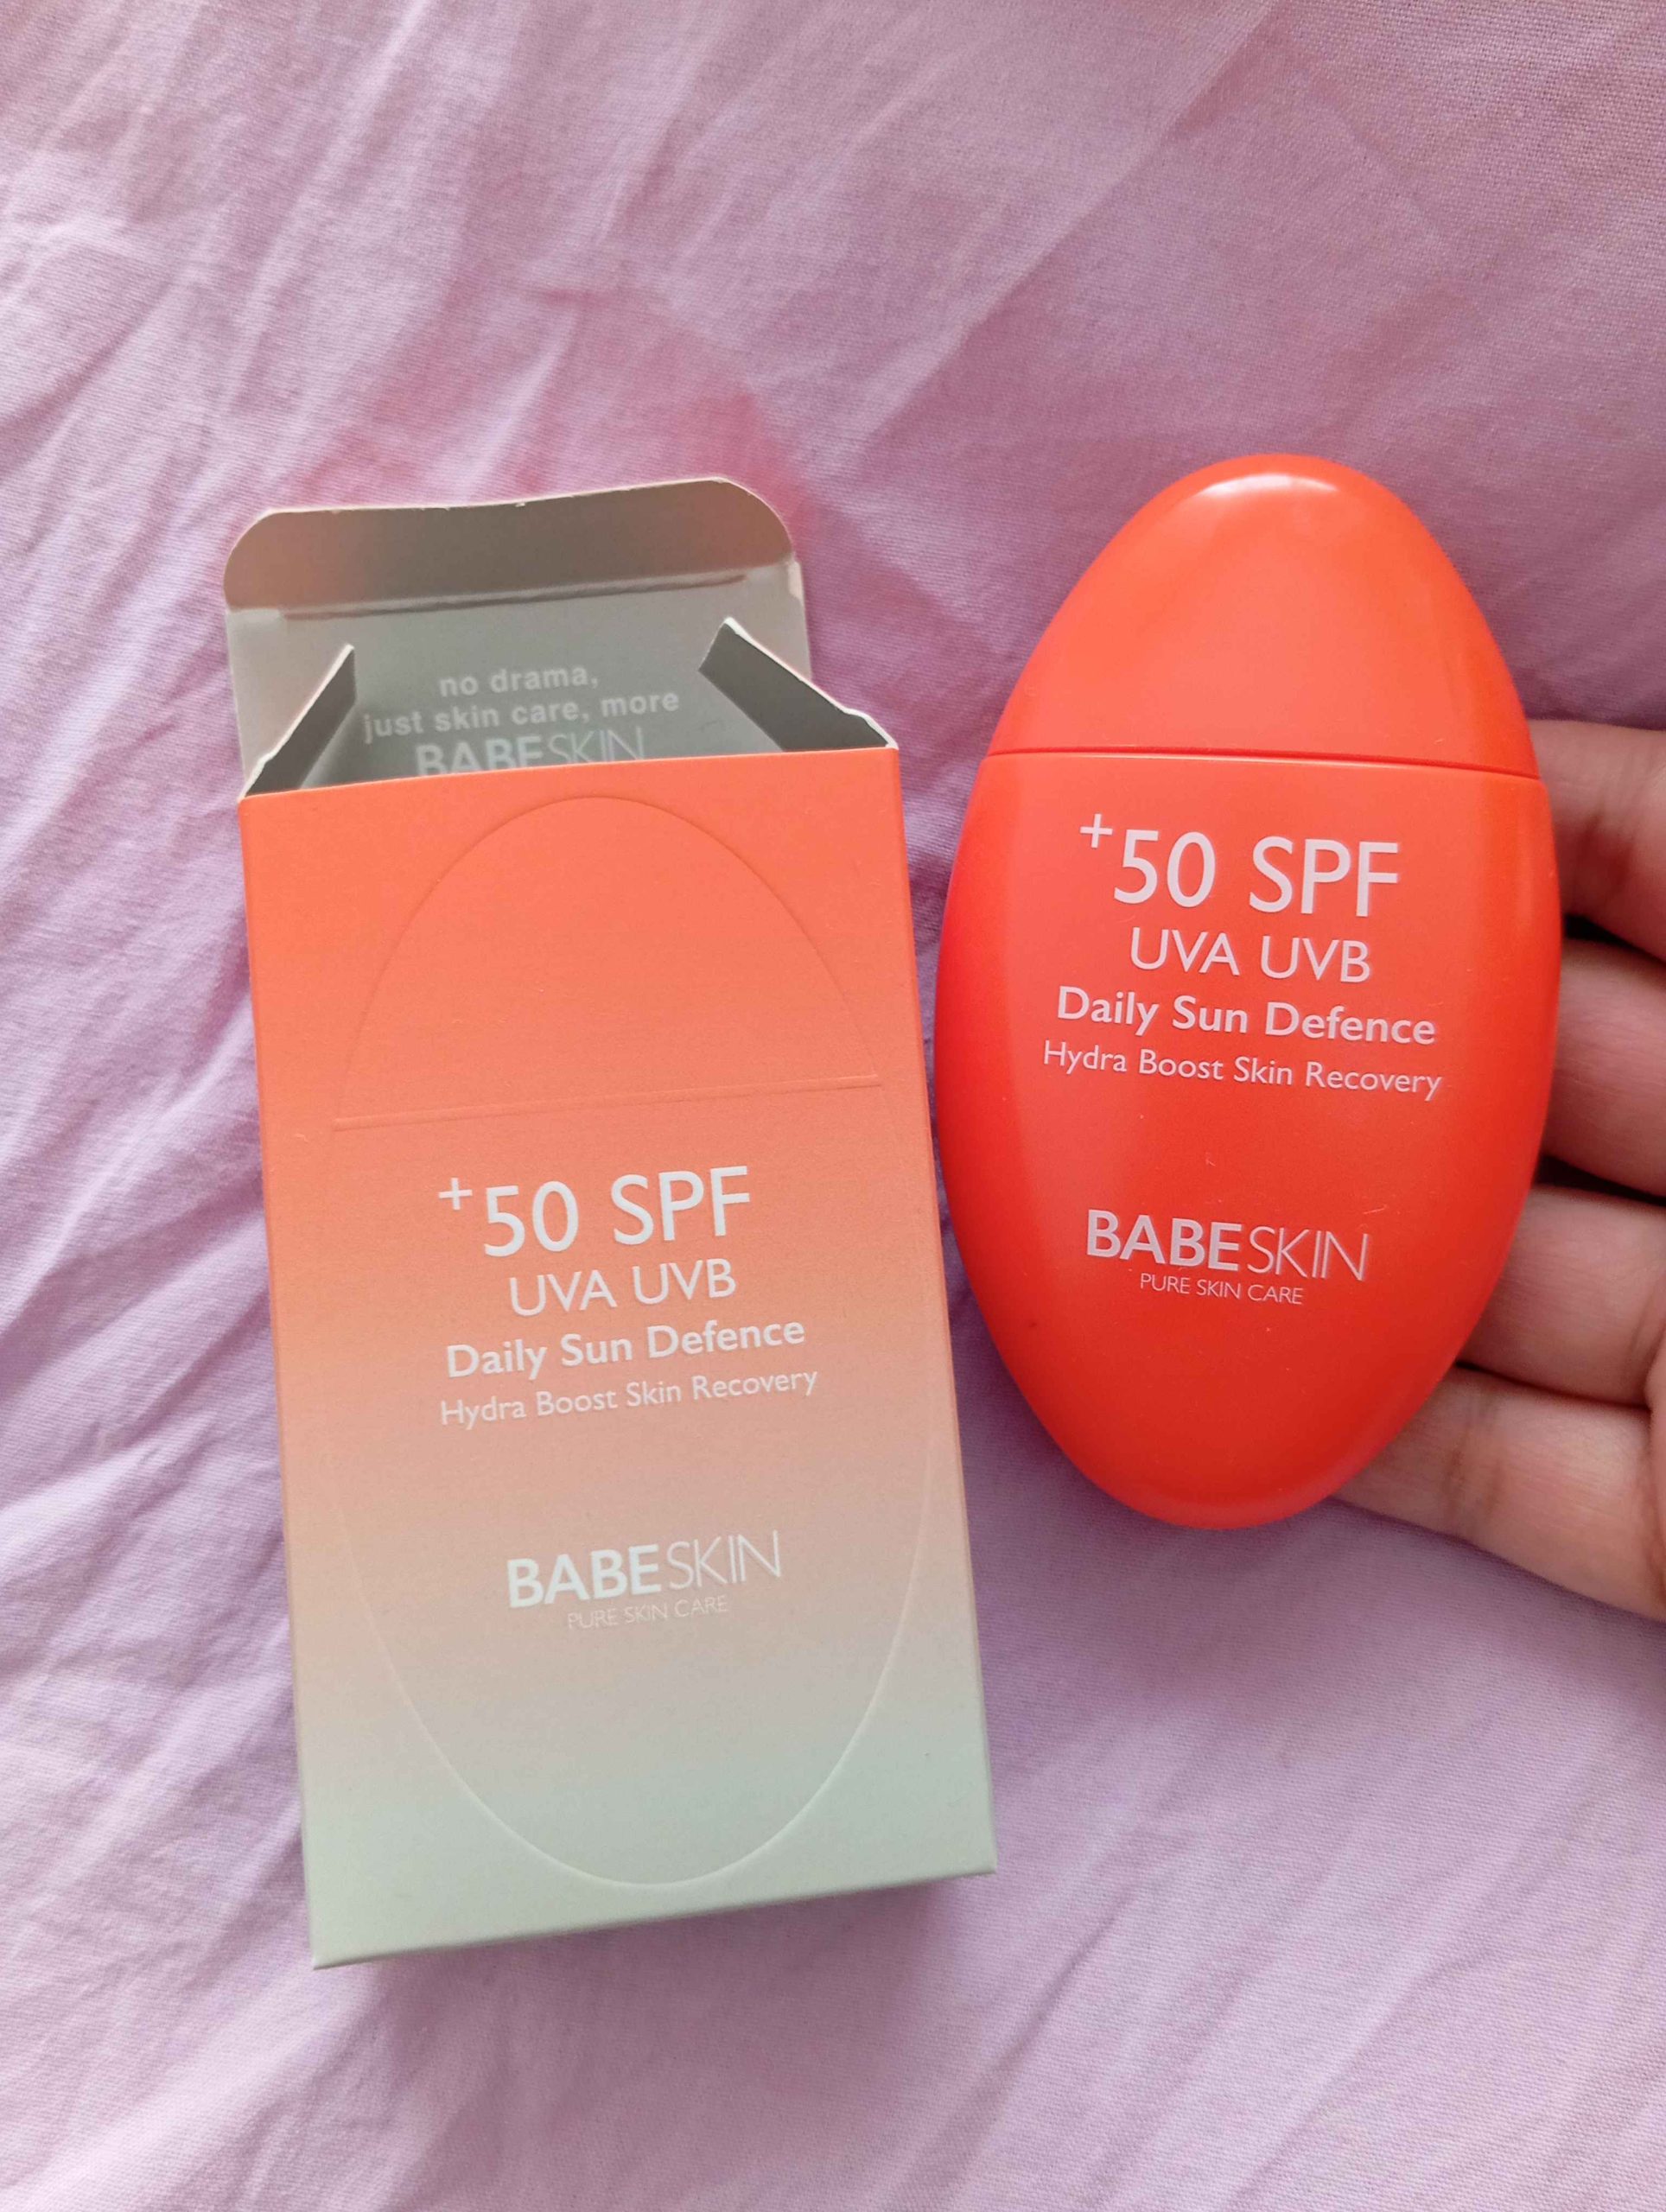 no drama,
just skin care, more
BABESKIN
+50 SPF
UVA UVB
Daily Sun Defence
Hydra Boost Skin Recovery
BABESKIN
PURE SKIN CARE
+50 SPF
UVA UVB
Daily Sun Defence
Hydra Boost Skin Recovery
BABESKIN
PURE SKIN CARE